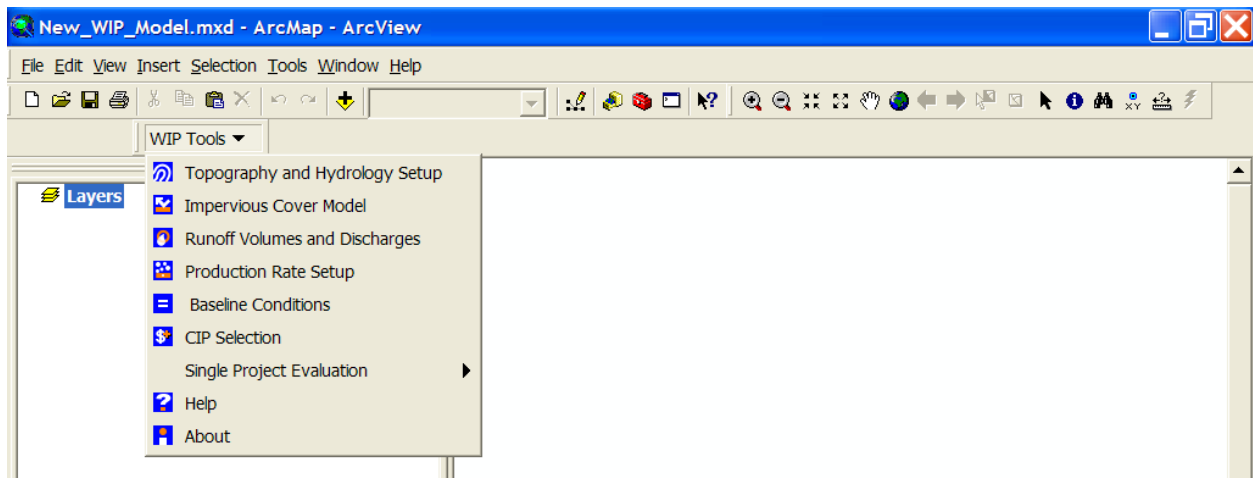 New_WIP_Model.mxd - ArcMap - ArcView
File Edit View Insert Selection Tools Window Help
WIP Tools
Layers
Topography and Hydrology Setup
Impervious Cover Model
Runoff Volumes and Discharges
Production Rate Setup
Baseline Conditions
CIP Selection
Single Project Evaluation
Help
About